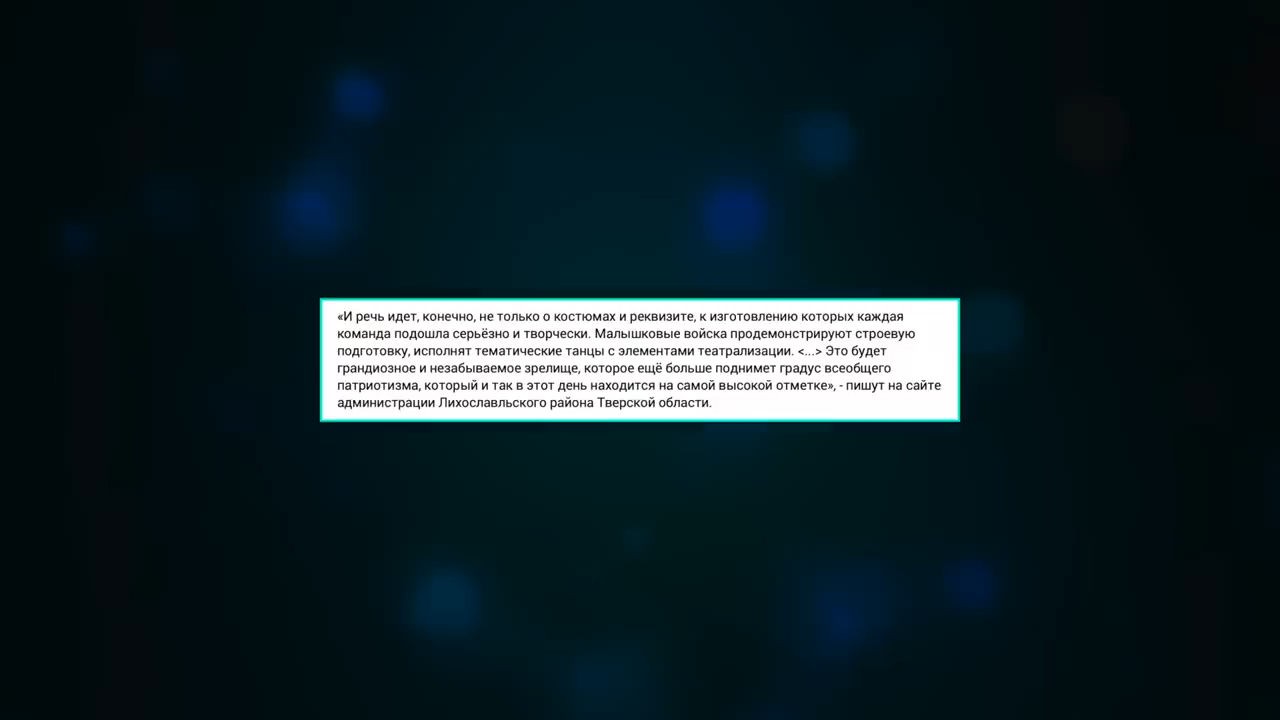 «И речь идет, конечно, не только о костюмах и реквизите, к изготовлению которых каждая
команда подошла серьёзно и творчески. Малышковые войска продемонстрируют строевую
подготовку, исполнят тематические танцы с элементами театрализации. <...> Это будет
грандиозное и незабываемое зрелище, которое ещё больше поднимет градус всеобщего
патриотизма, который и так в этот день находится на самой высокой отметке», - пишут на сайте
администрации Лихославльского района Тверской области.